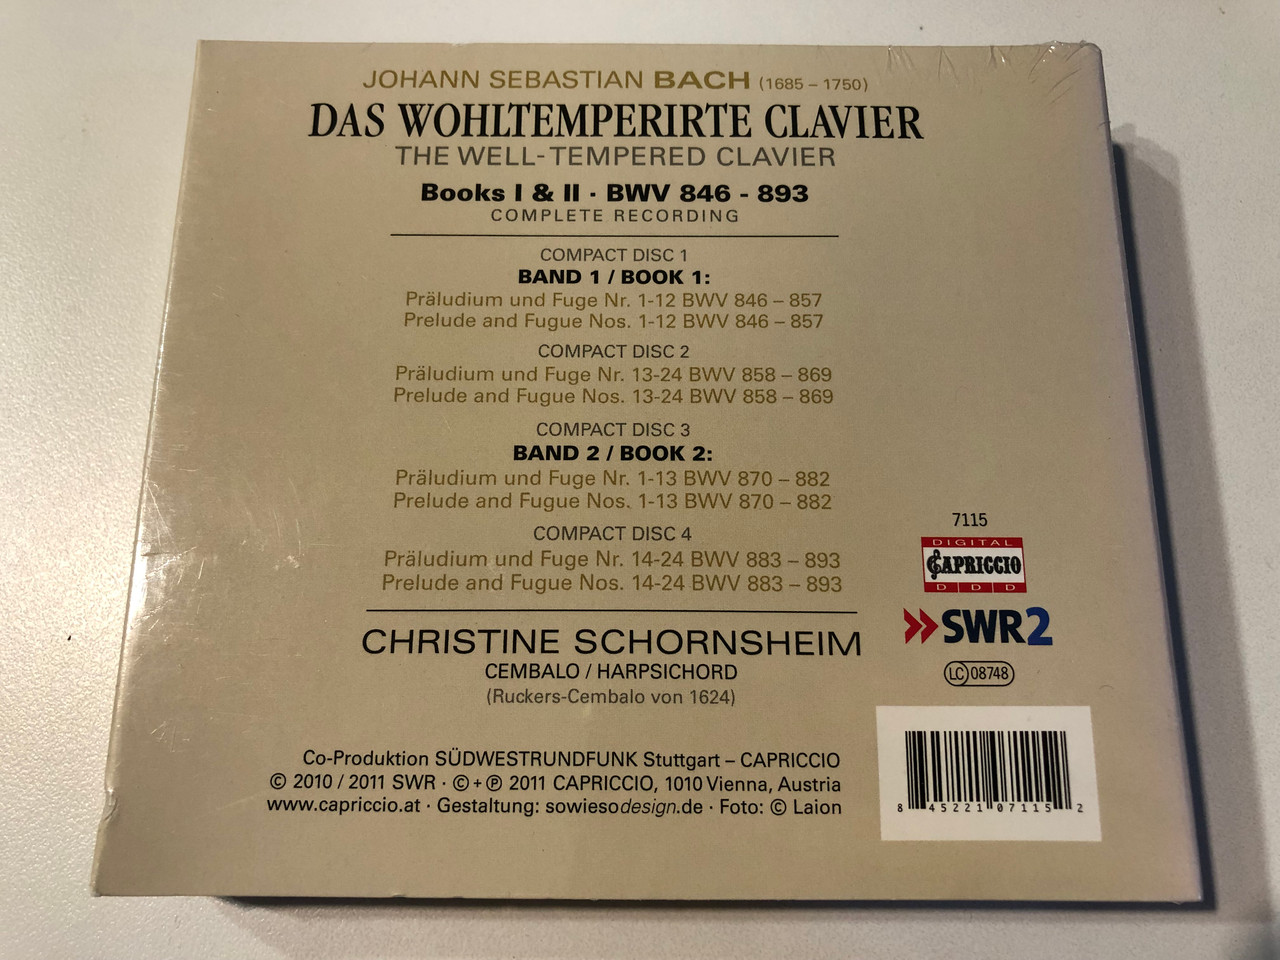 JOHANN SEBASTIAN BACH (1685 – 1750)
DAS WOHLTEMPERIRTE CLAVIER
THE WELL-TEMPERED CLAVIER
Books I & II · BWV 846 - 893
COMPLETE RECORDING
COMPACT DISC 1
BAND 1 / BOOK 1:
Präludium und Fuge Nr. 1-12 BWV 846 – 857
Prelude and Fugue Nos. 1-12 BWV 846 – 857
COMPACT DISC 2
Präludium und Fuge Nr. 13-24 BWV 858 – 869
Prelude and Fugue Nos. 13-24 BWV 858 – 869
COMPACT DISC 3
BAND 2 / BOOK 2:
Präludium und Fuge Nr. 1-13 BWV 870 – 882
Prelude and Fugue Nos. 1-13 BWV 870 – 882
COMPACT DISC 4
Präludium und Fuge Nr. 14-24 BWV 883 – 893
Prelude and Fugue Nos. 14-24 BWV 883 – 893
CHRISTINE SCHORNSHEIM
CEMBALO / HARPSICHORD
(Ruckers-Cembalo von 1624)
Co-Produktion SÜDWESTRUNDFUNK Stuttgart – CAPRICCIO
© 2010 / 2011 SWR · © + ℗ 2011 CAPRICCIO, 1010 Vienna, Austria
www.capriccio.at · Gestaltung: sowiesodesign.de · Foto: © Laion
7115
DIGITAL
CAPRICCIO
D D D
SWR2
LC 08748
8 45221 07115 2